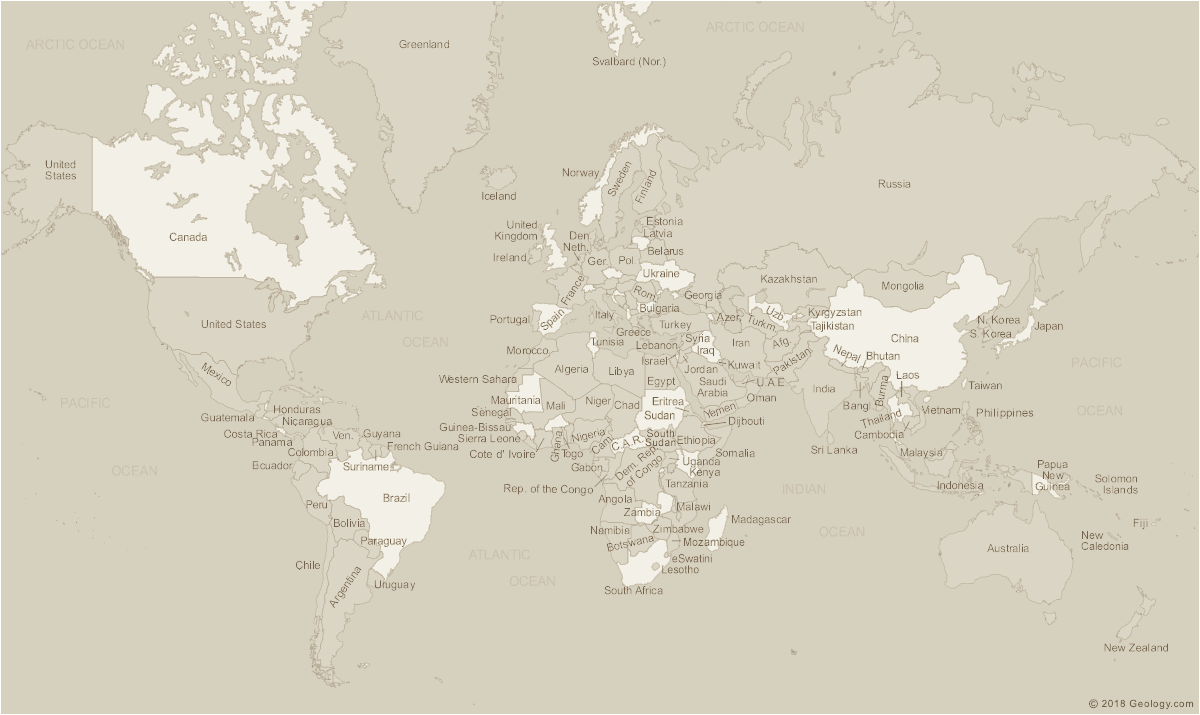 ARCTIC OCEAN
Greenland
ARCTIC OCEAN
Svalbard (Nor.)
United
States
Norway
Sweden
Finland
Russia
Iceland
Canada
United
Kingdom
Den.
Estonia
Latvia
Neth.
Belarus
Ireland
Ger.
Pol
Ukraine
Kazakhstan
Mongolia
France
Rom.
Georgia
ATLANTIC
OCEAN
United States
Portugal
Spain
Italy
Bulgaria
Azer.
Uzb
Turkm.
Kyrgyzstan
Tajikistan
China
N. Korea
S. Korea
Japan
Greece
Turkey
Tunisia
Lebanon
Syria
Iraq
Iran
Afg.
Morocco
Israel
Jordan
Kuwait
Pakistan
Nepal
Bhutan
PACIFIC
Mexico
Algeria
Libya
Egypt
Western Sahara
Saudi
Arabia
U.A.E.
Oman
India
Laos
Burma
Taiwan
PACIFIC
OCEAN
Mauritania
Mali
Niger
Chad
Eritrea
Sudan
Yemen
Djibouti
Bangl
Thailand
Vietnam
Philippines
OCEAN
Honduras
Guatemala
Nicaragua
Senegal
Guinea-Bissau
Sierra Leone
Cote d' Ivoire
Ghana
Togo
Nigeria
Cam.
C.A.R.
South
Sudan
Ethiopia
Somalia
Cambodia
Sri Lanka
Malaysia
Costa Rica
Panama
Ven.
Guyana
French Guiana
Colombia
Suriname
Ecuador
OCEAN
Gabon
Rep. of the Congo
Dem. Rep.
of Congo
Uganda
Kenya
Tanzania
INDIAN
OCEAN
Indonesia
Papua
New
Guinea
Solomon
Islands
Brazil
Peru
Bolivia
Paraguay
Chile
Argentina
Uruguay
ATLANTIC
OCEAN
Angola
Zambia
Malawi
Madagascar
Namibia
Zimbabwe
Botswana
Mozambique
eSwatini
Lesotho
South Africa
Australia
Fiji
New
Caledonia
New Zealand
© 2018 Geology.com